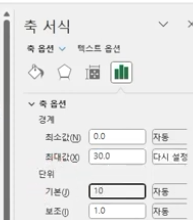 축 서식
축 옵션 텍스트 옵션
축 옵션
경계
최소값(N) 0.0 자동
최대값(X) 30.0 다시 설정
단위
기본(J) 10 자동
보조(I) 1.0 자동